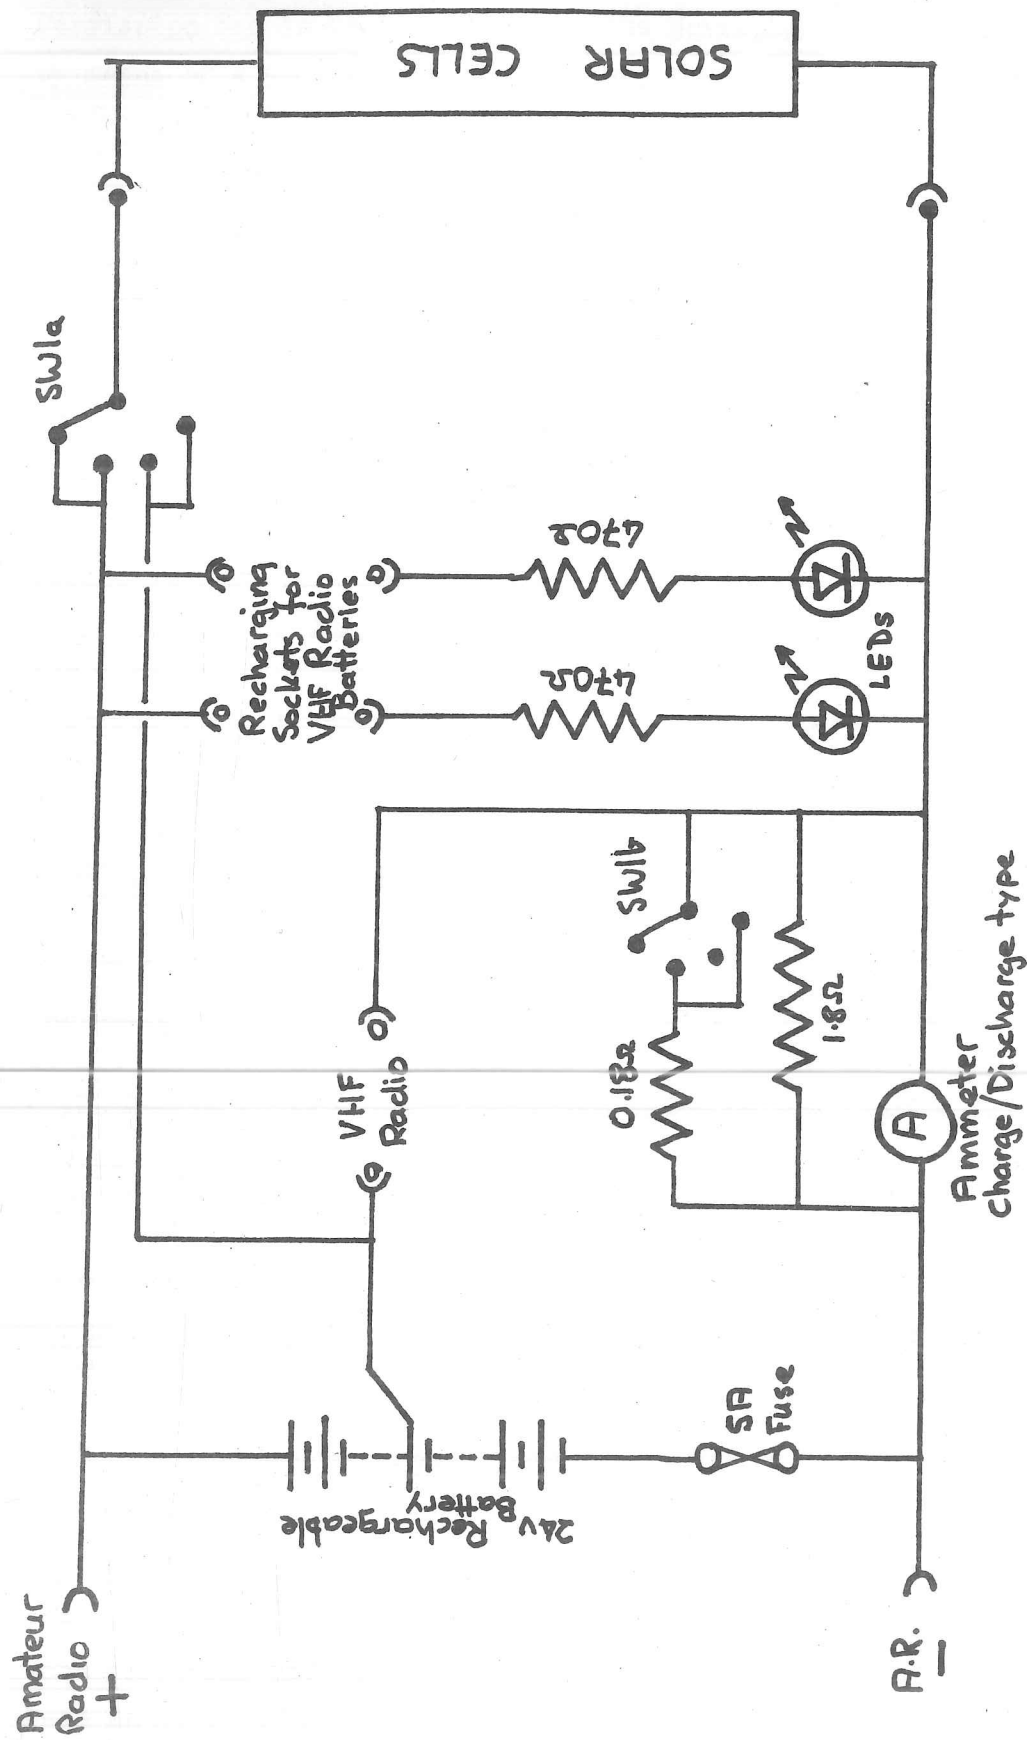 SOLAR CELLS
SW1a
470Ω
470Ω
Recharging
Sockets for
VHF Radio
Batteries
LEDs
SW1b
VHF
Radio
0.18Ω
1.8Ω
A
Ammeter
Charge/Discharge type
24v Rechargeable
Battery
5A
Fuse
Amateur
Radio
+
A.R.
−